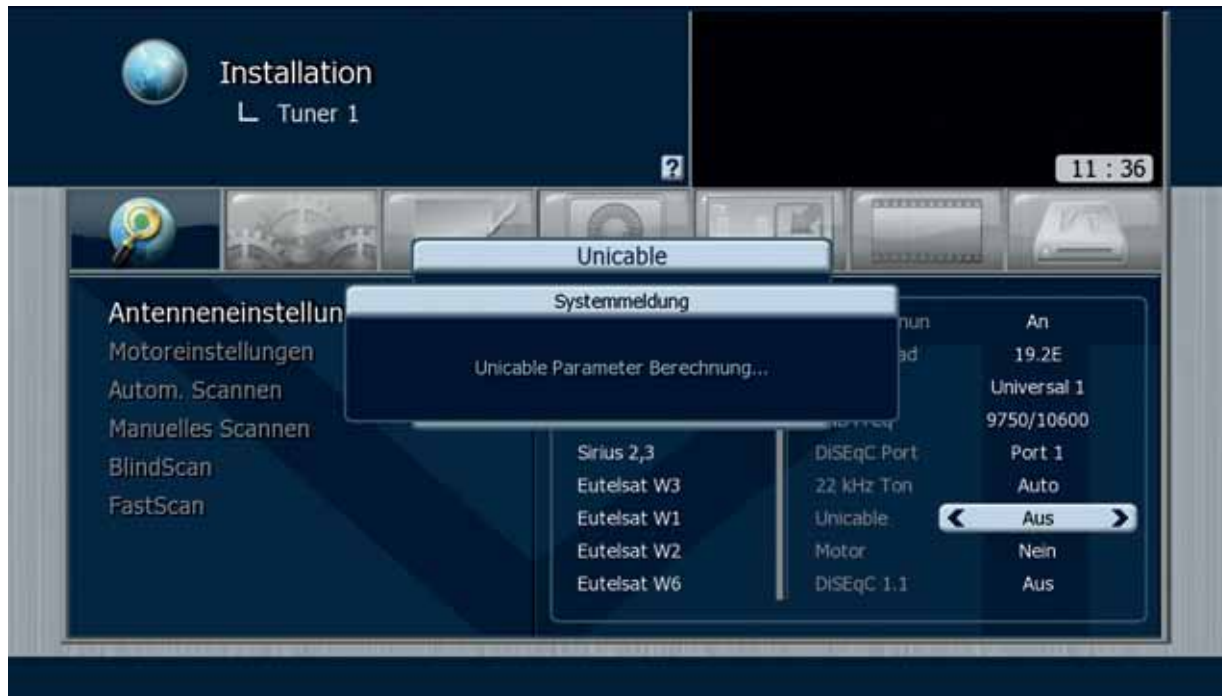 Installation
Tuner 1
?
11 : 36
Unicable
Systemmeldung
Unicable Parameter Berechnung...
Antenneneinstellun
Motoreinstellungen
Autom. Scannen
Manuelles Scannen
BlindScan
FastScan
Sirius 2,3
Eutelsat W3
Eutelsat W1
Eutelsat W2
Eutelsat W6
nun An
ad 19.2E
Universal 1
9750/10600
DiSEqC Port Port 1
22 kHz Ton Auto
Unicable Aus
Motor Nein
DiSEqC 1.1 Aus